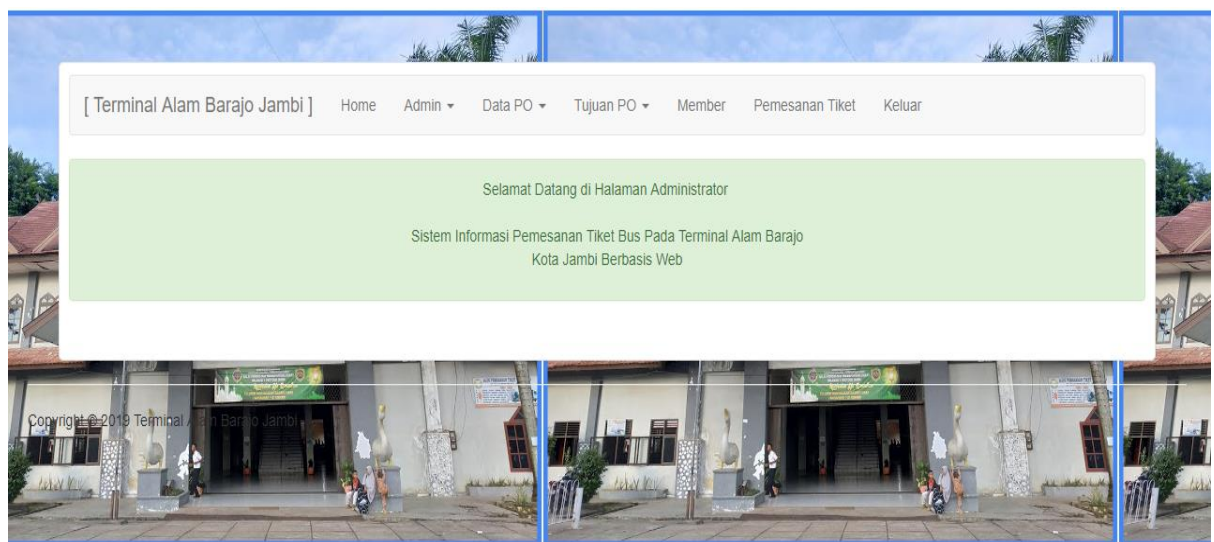 [ Terminal Alam Barajo Jambi ] Home Admin Data PO Tujuan PO Member Pemesanan Tiket Keluar
Selamat Datang di Halaman Administrator
Sistem Informasi Pemesanan Tiket Bus Pada Terminal Alam Barajo
Kota Jambi Berbasis Web
Copyright © 2019 Terminal Alam Barajo Jambi